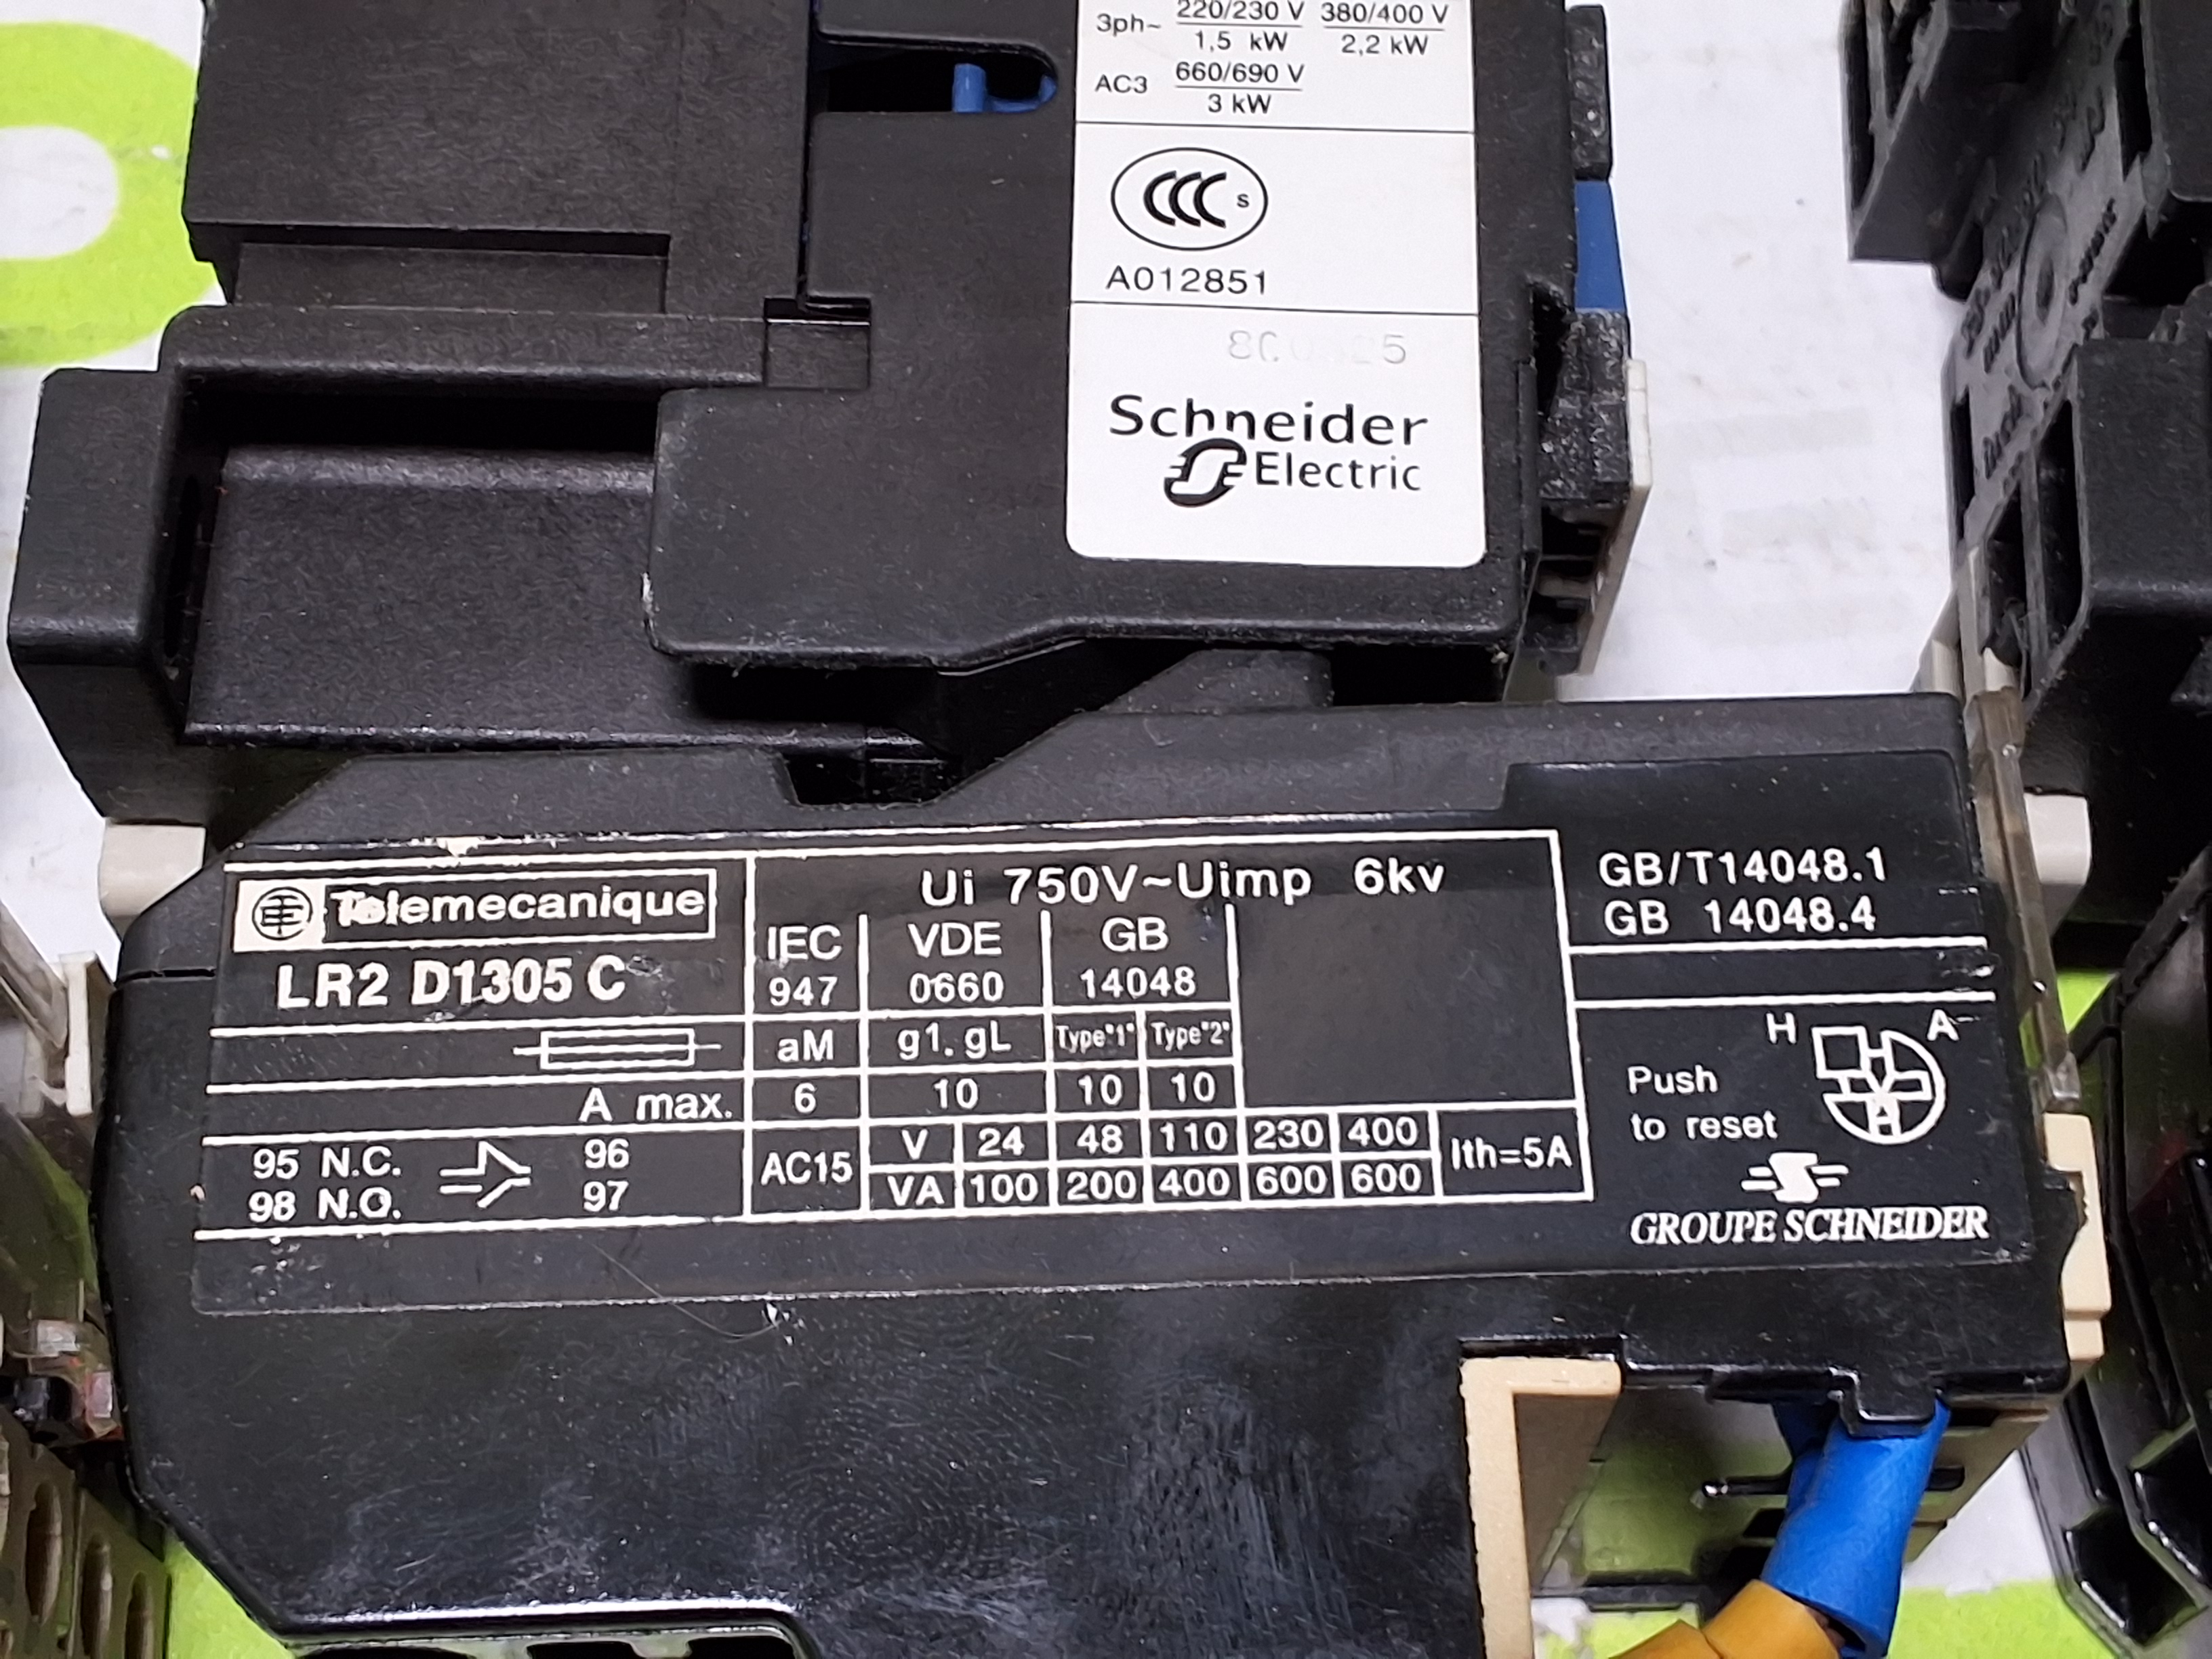 3ph~ 220/230 V 380/400 V
1,5 kW 2,2 kW
AC3 660/690 V
3 kW
CCC S
A012851
Schneider
Electric
Telemecanique
LR2 D1305 C
Ui 750V~Uimp 6kv
IEC VDE GB
947 0660 14048
aM g1.gL Type"1" Type"2"
A max. 6 10 10 10
95 N.C. 96
98 N.O. 97
AC15 V 24 48 110 230 400 Ith=5A
VA 100 200 400 600 600
GB/T14048.1
GB 14048.4
H A
Push
to reset
A
GROUPE SCHNEIDER